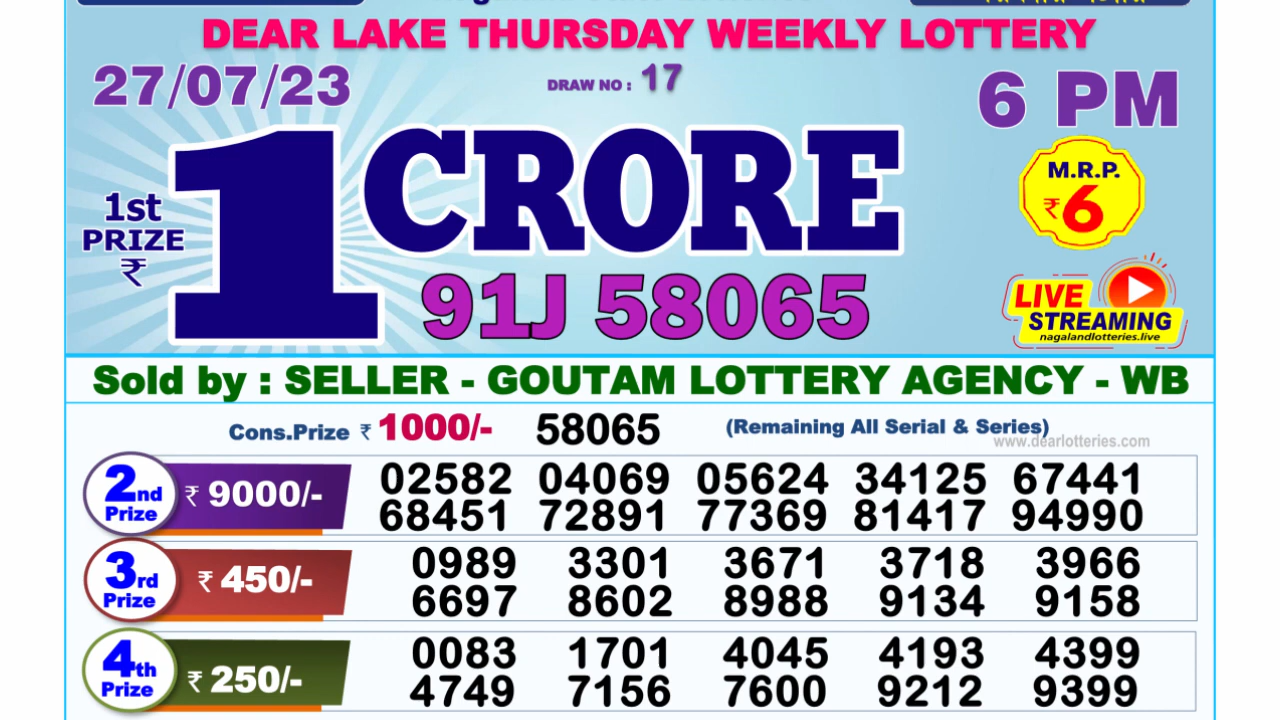 DEAR LAKE THURSDAY WEEKLY LOTTERY
27/07/23
DRAW NO : 17
6 PM
1st
PRIZE
₹
1 CRORE
M.R.P.
₹6
91J 58065
LIVE
STREAMING
nagalandlotteries.live
Sold by : SELLER - GOUTAM LOTTERY AGENCY - WB
Cons.Prize ₹ 1000/- 58065 (Remaining All Serial & Series)
www.dearlotteries.com
2nd Prize ₹ 9000/-
02582 04069 05624 34125 67441
68451 72891 77369 81417 94990
3rd Prize ₹ 450/-
0989 3301 3671 3718 3966
6697 8602 8988 9134 9158
4th Prize ₹ 250/-
0083 1701 4045 4193 4399
4749 7156 7600 9212 9399